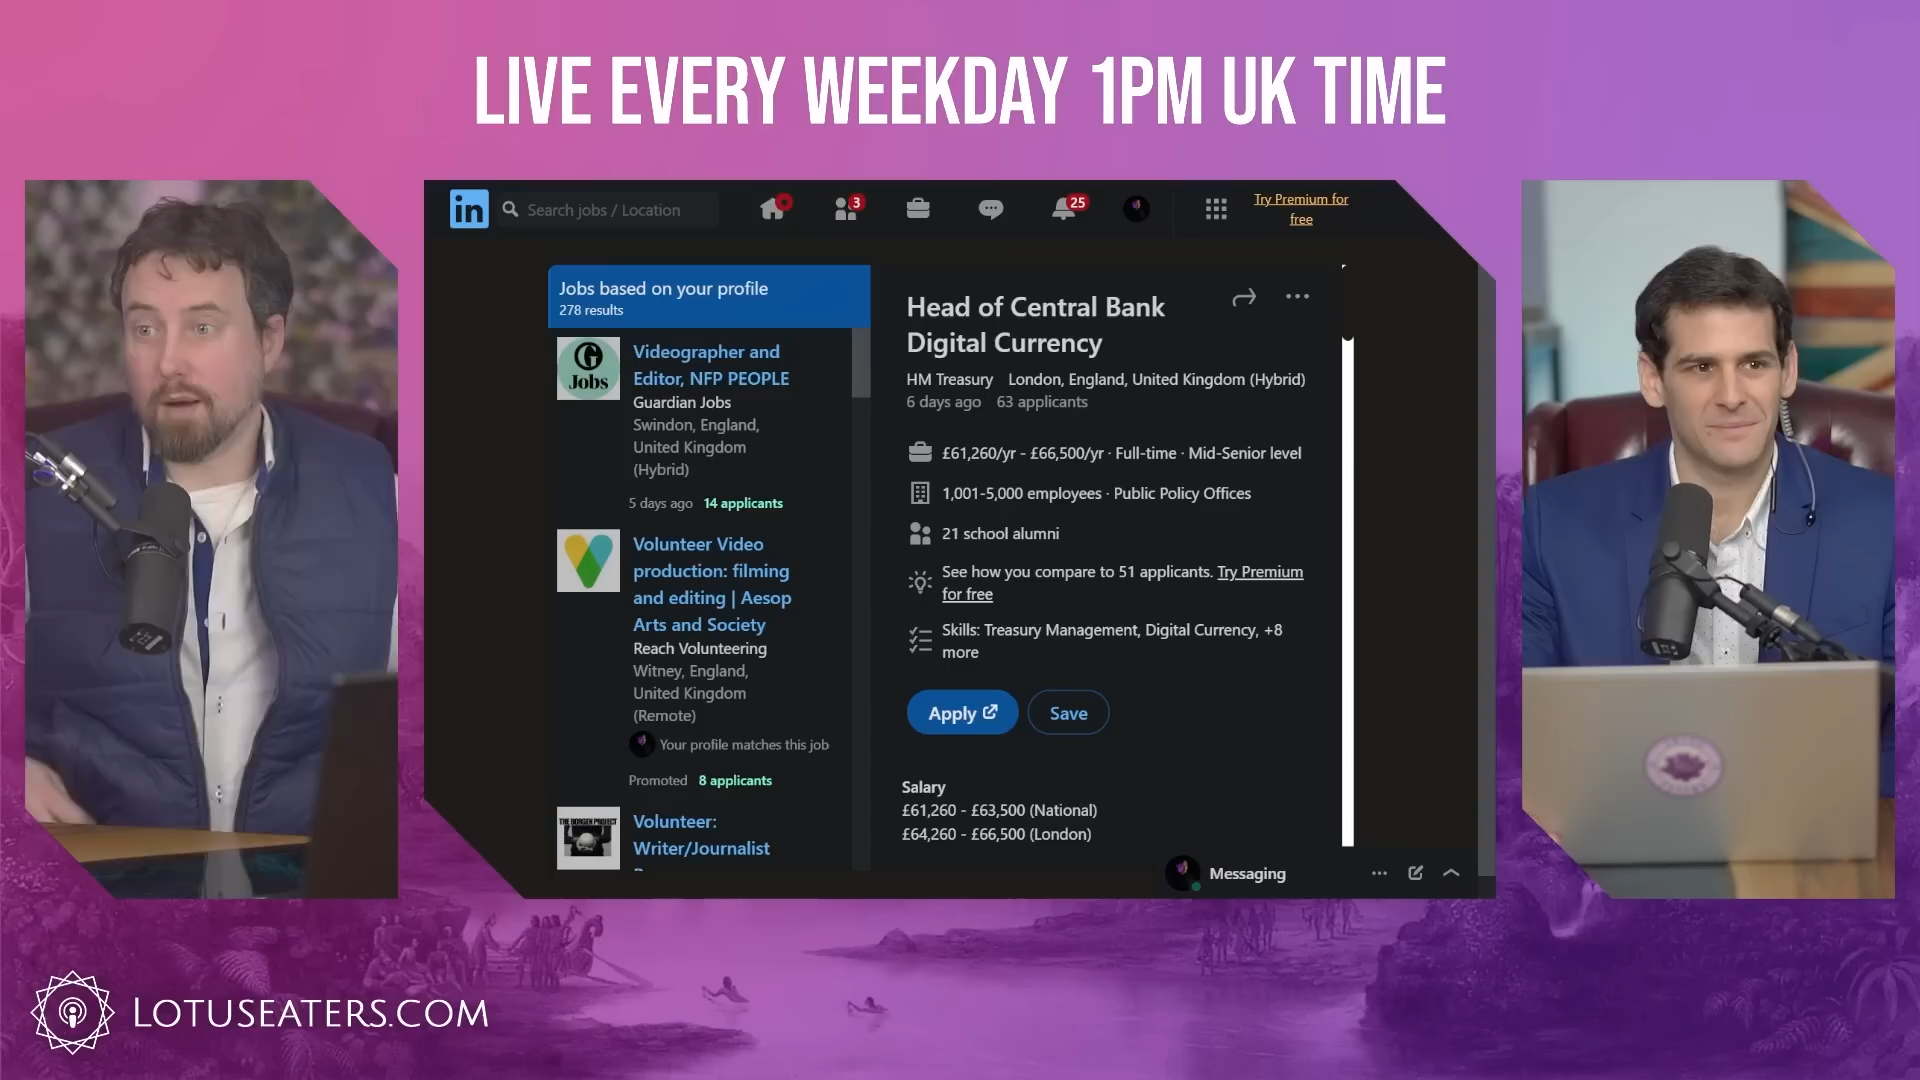 LIVE EVERY WEEKDAY 1PM UK TIME
in
Search jobs / Location
3
25
Try Premium for
free
Jobs based on your profile
278 results
G
Jobs
Videographer and
Editor, NFP PEOPLE
Guardian Jobs
Swindon, England,
United Kingdom
(Hybrid)
5 days ago 14 applicants
Volunteer Video
production: filming
and editing | Aesop
Arts and Society
Reach Volunteering
Witney, England,
United Kingdom
(Remote)
Your profile matches this job
Promoted 8 applicants
THE BORGEN PROJECT
Volunteer:
Writer/Journalist
Head of Central Bank
Digital Currency
HM Treasury London, England, United Kingdom (Hybrid)
6 days ago 63 applicants
£61,260/yr - £66,500/yr · Full-time · Mid-Senior level
1,001-5,000 employees · Public Policy Offices
21 school alumni
See how you compare to 51 applicants. Try Premium
for free
Skills: Treasury Management, Digital Currency, +8
more
Apply
Save
Salary
£61,260 - £63,500 (National)
£64,260 - £66,500 (London)
Messaging
LOTUSEATERS.COM